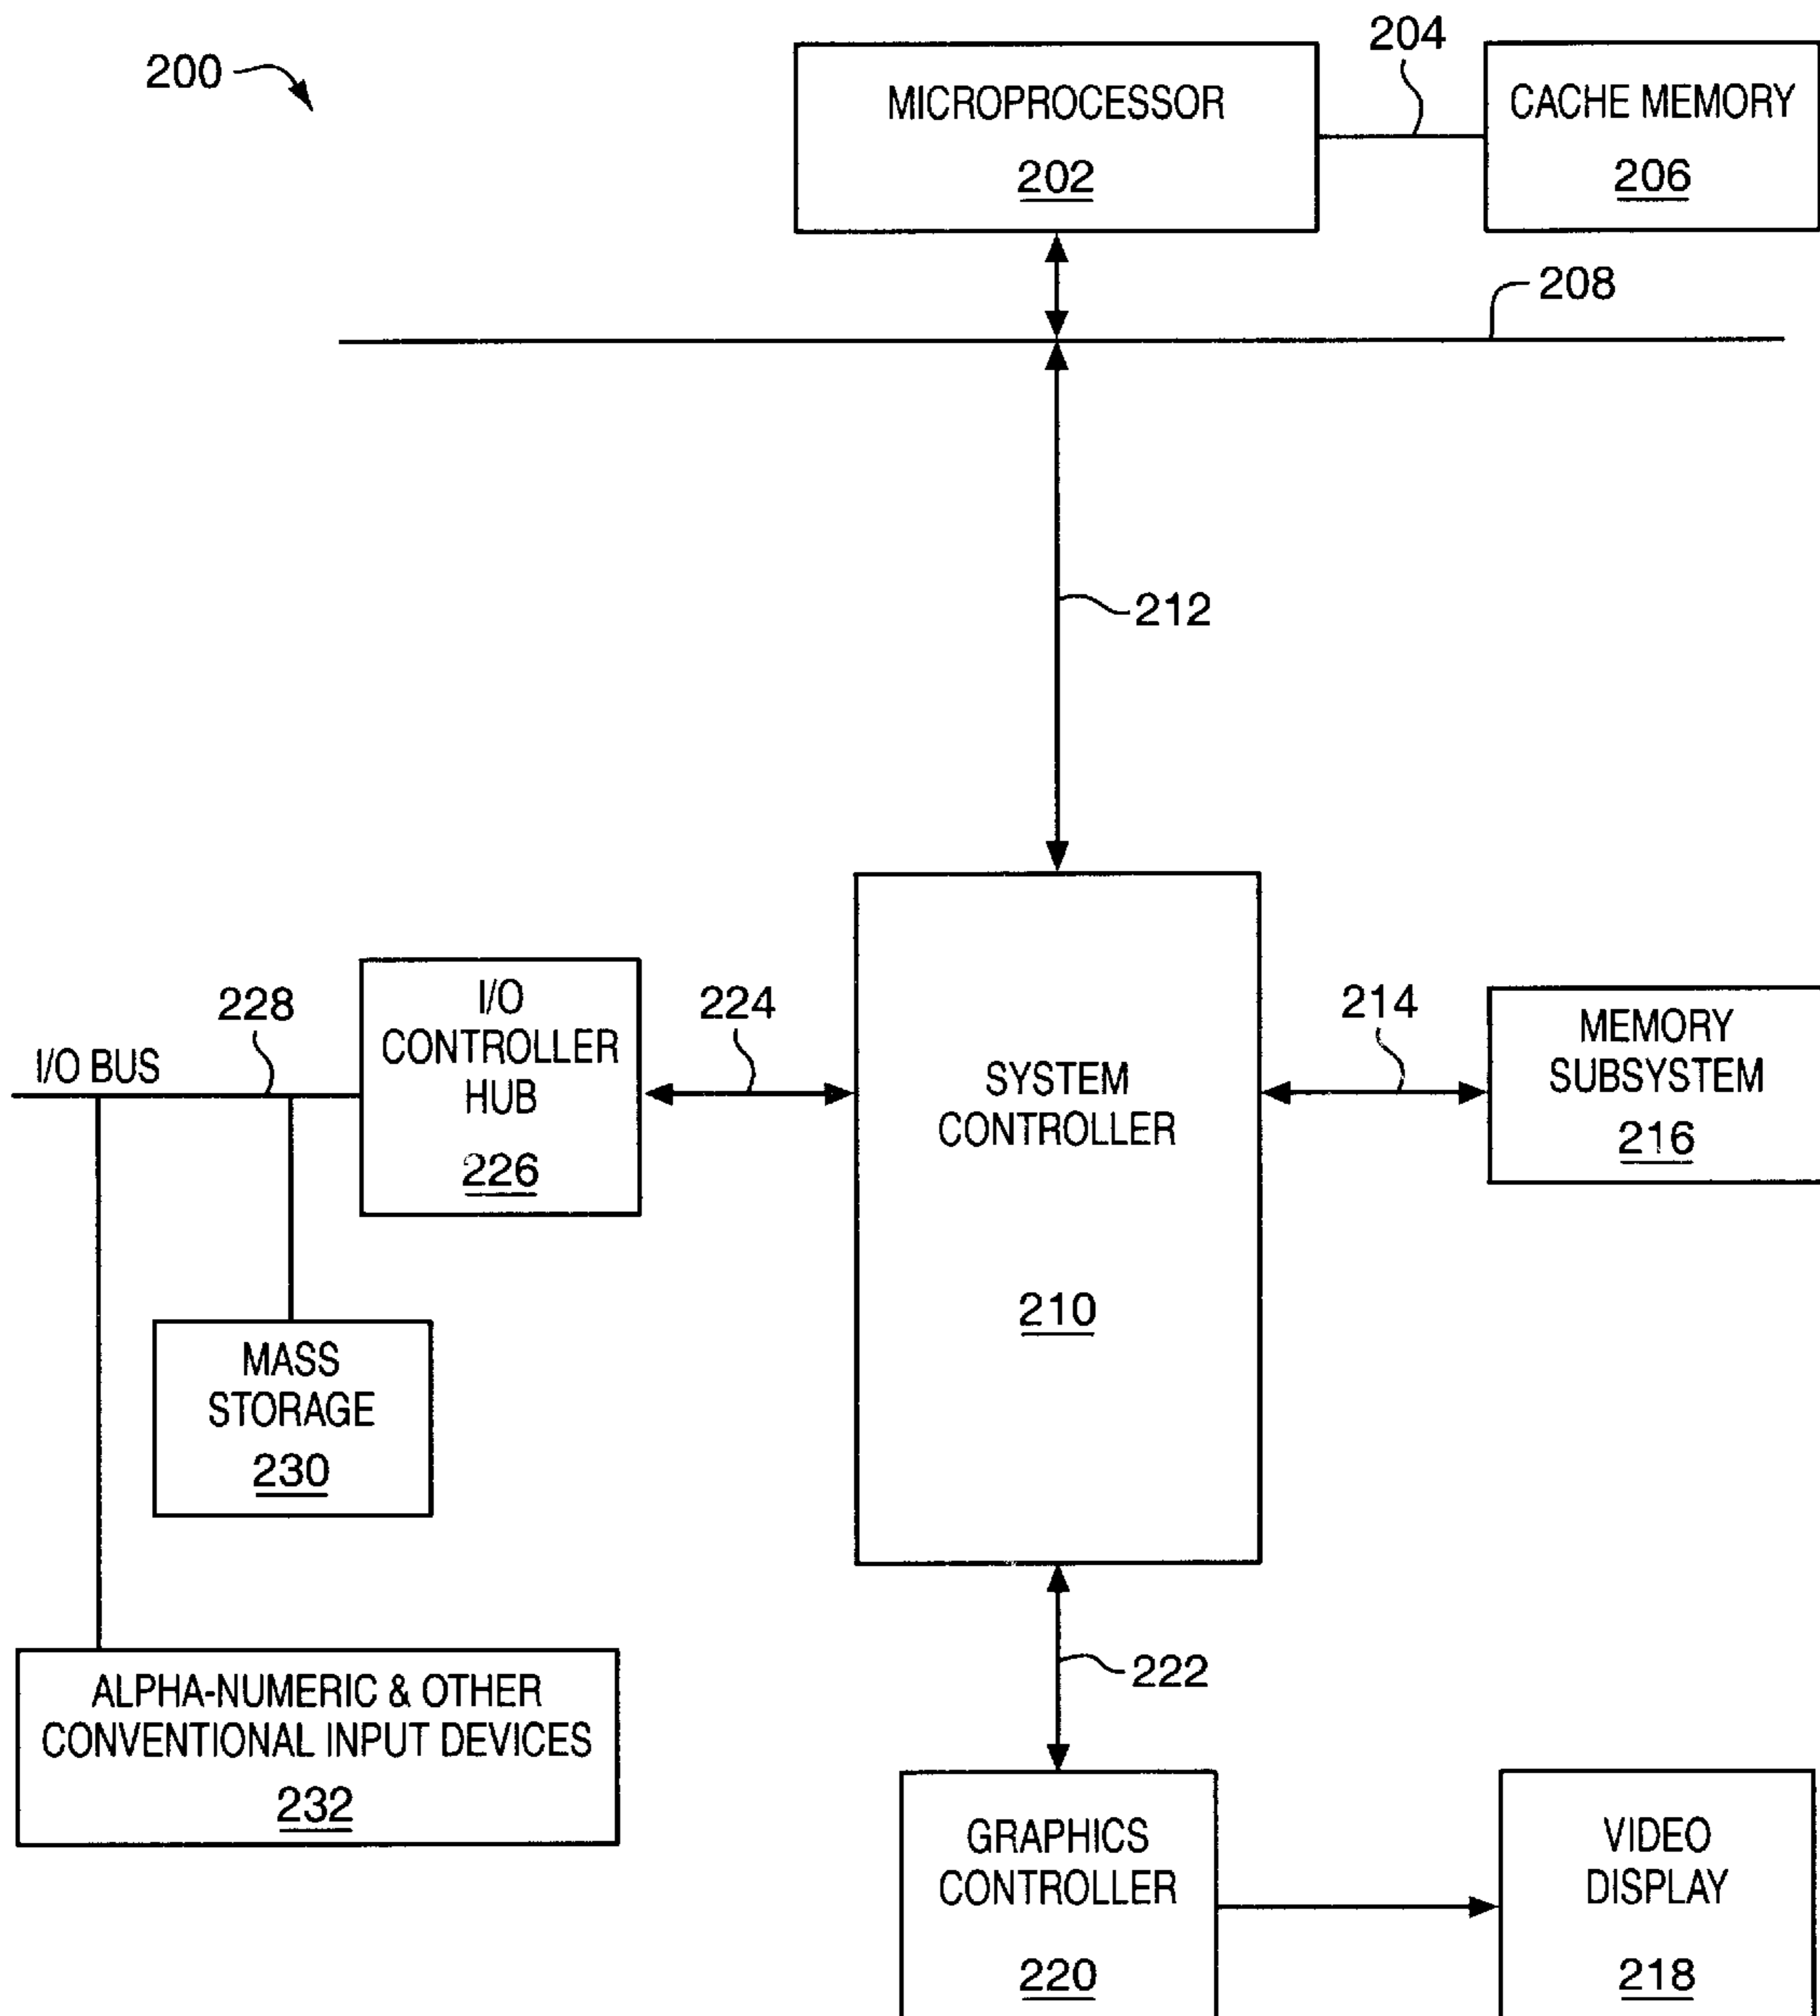 200
MICROPROCESSOR
202
204
CACHE MEMORY
206
208
212
I/O BUS
228
I/O
CONTROLLER
HUB
226
224
SYSTEM
CONTROLLER
210
214
MEMORY
SUBSYSTEM
216
MASS
STORAGE
230
ALPHA-NUMERIC & OTHER
CONVENTIONAL INPUT DEVICES
232
222
GRAPHICS
CONTROLLER
220
VIDEO
DISPLAY
218